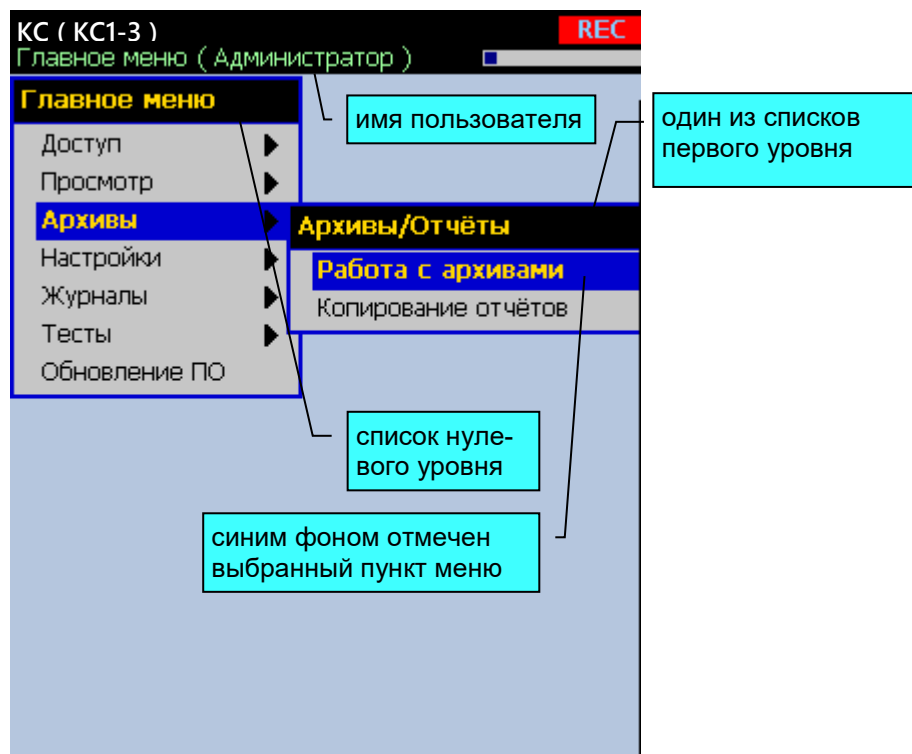 КС ( КС1-3 )
REC
Главное меню ( Администратор )
Главное меню
Доступ
Просмотр
Архивы
Настройки
Журналы
Тесты
Обновление ПО
Архивы/Отчёты
Работа с архивами
Копирование отчётов
имя пользователя
один из списков
первого уровня
список нуле-
вого уровня
синим фоном отмечен
выбранный пункт меню